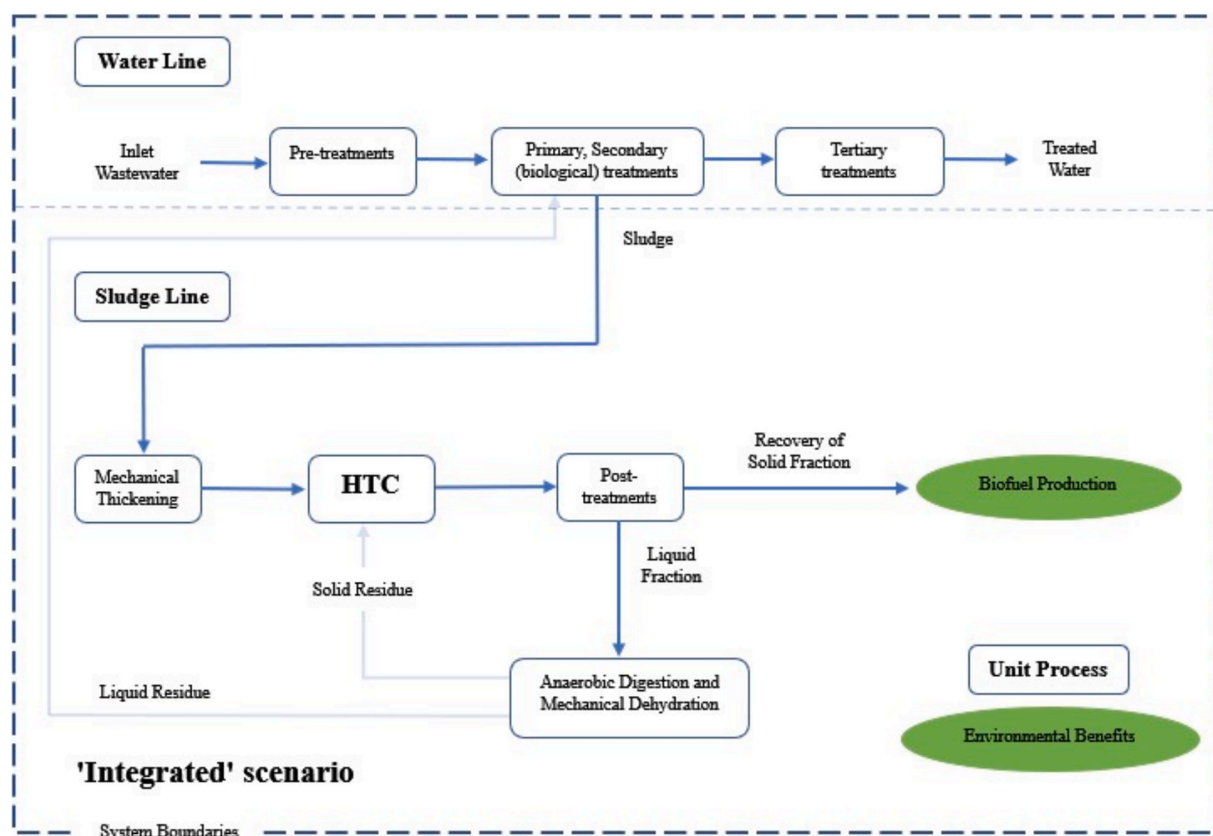 Water Line
Inlet
Wastewater
Pre-treatments
Primary, Secondary
(biological) treatments
Tertiary
treatments
Treated
Water
Sludge
Sludge Line
Mechanical
Thickening
HTC
Post-
treatments
Recovery of
Solid Fraction
Biofuel Production
Liquid
Fraction
Solid Residue
Liquid Residue
Anaerobic Digestion and
Mechanical Dehydration
Unit Process
Environmental Benefits
'Integrated' scenario
System Boundaries